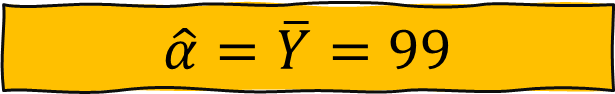 α̂ = Ȳ = 99